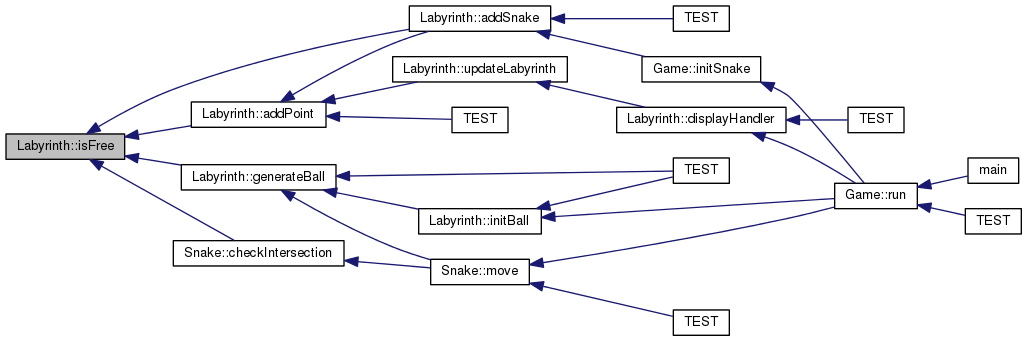 Labyrinth::addSnake
TEST
Labyrinth::updateLabyrinth
Game::initSnake
Labyrinth::addPoint
TEST
Labyrinth::displayHandler
TEST
Labyrinth::isFree
Labyrinth::generateBall
TEST
main
Game::run
Labyrinth::initBall
TEST
Snake::checkIntersection
Snake::move
TEST